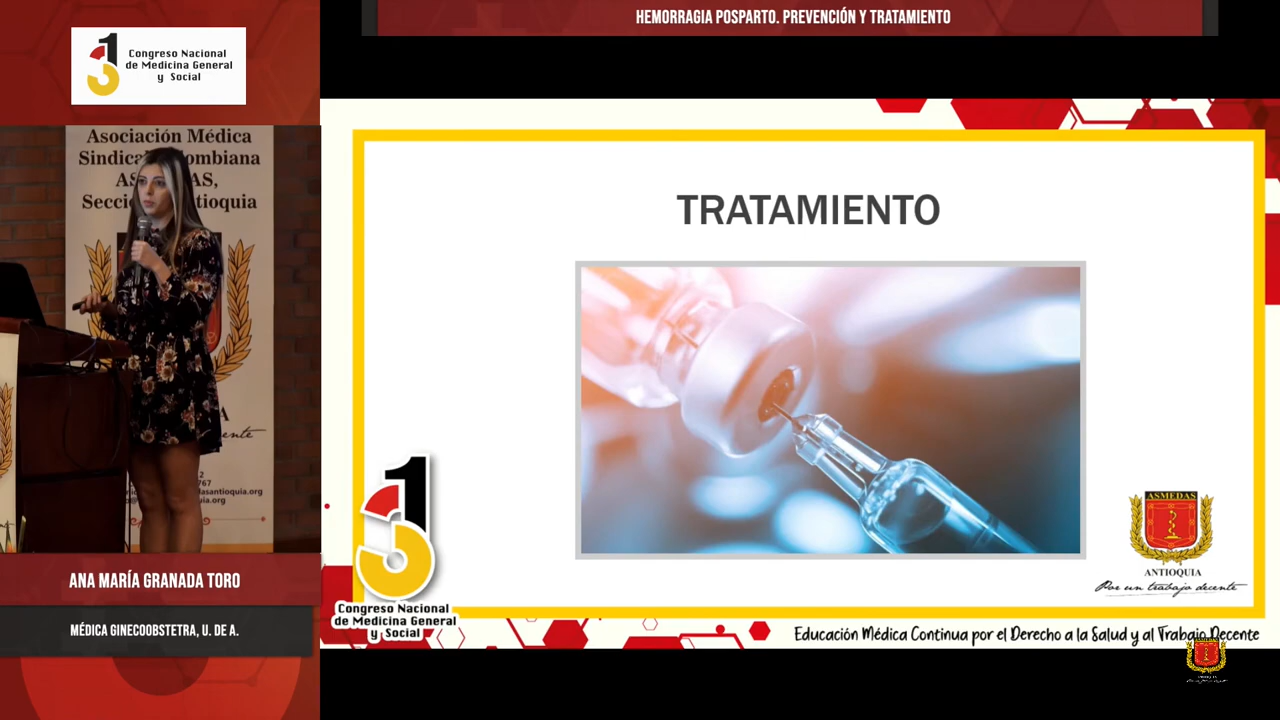 HEMORRAGIA POSPARTO. PREVENCIÓN Y TRATAMIENTO
Congreso Nacional
de Medicina General
y Social
Asociación Médica
Sindical Colombiana
Antioquia
TRATAMIENTO
ASMEDAS
ANTIOQUIA
Por un trabajo decente
Congreso Nacional
de Medicina General
y Social
Educación Médica Continua por el Derecho a la Salud y al Trabajo Decente
ANA MARÍA GRANADA TORO
MÉDICA GINECOOBSTETRA, U. DE A.